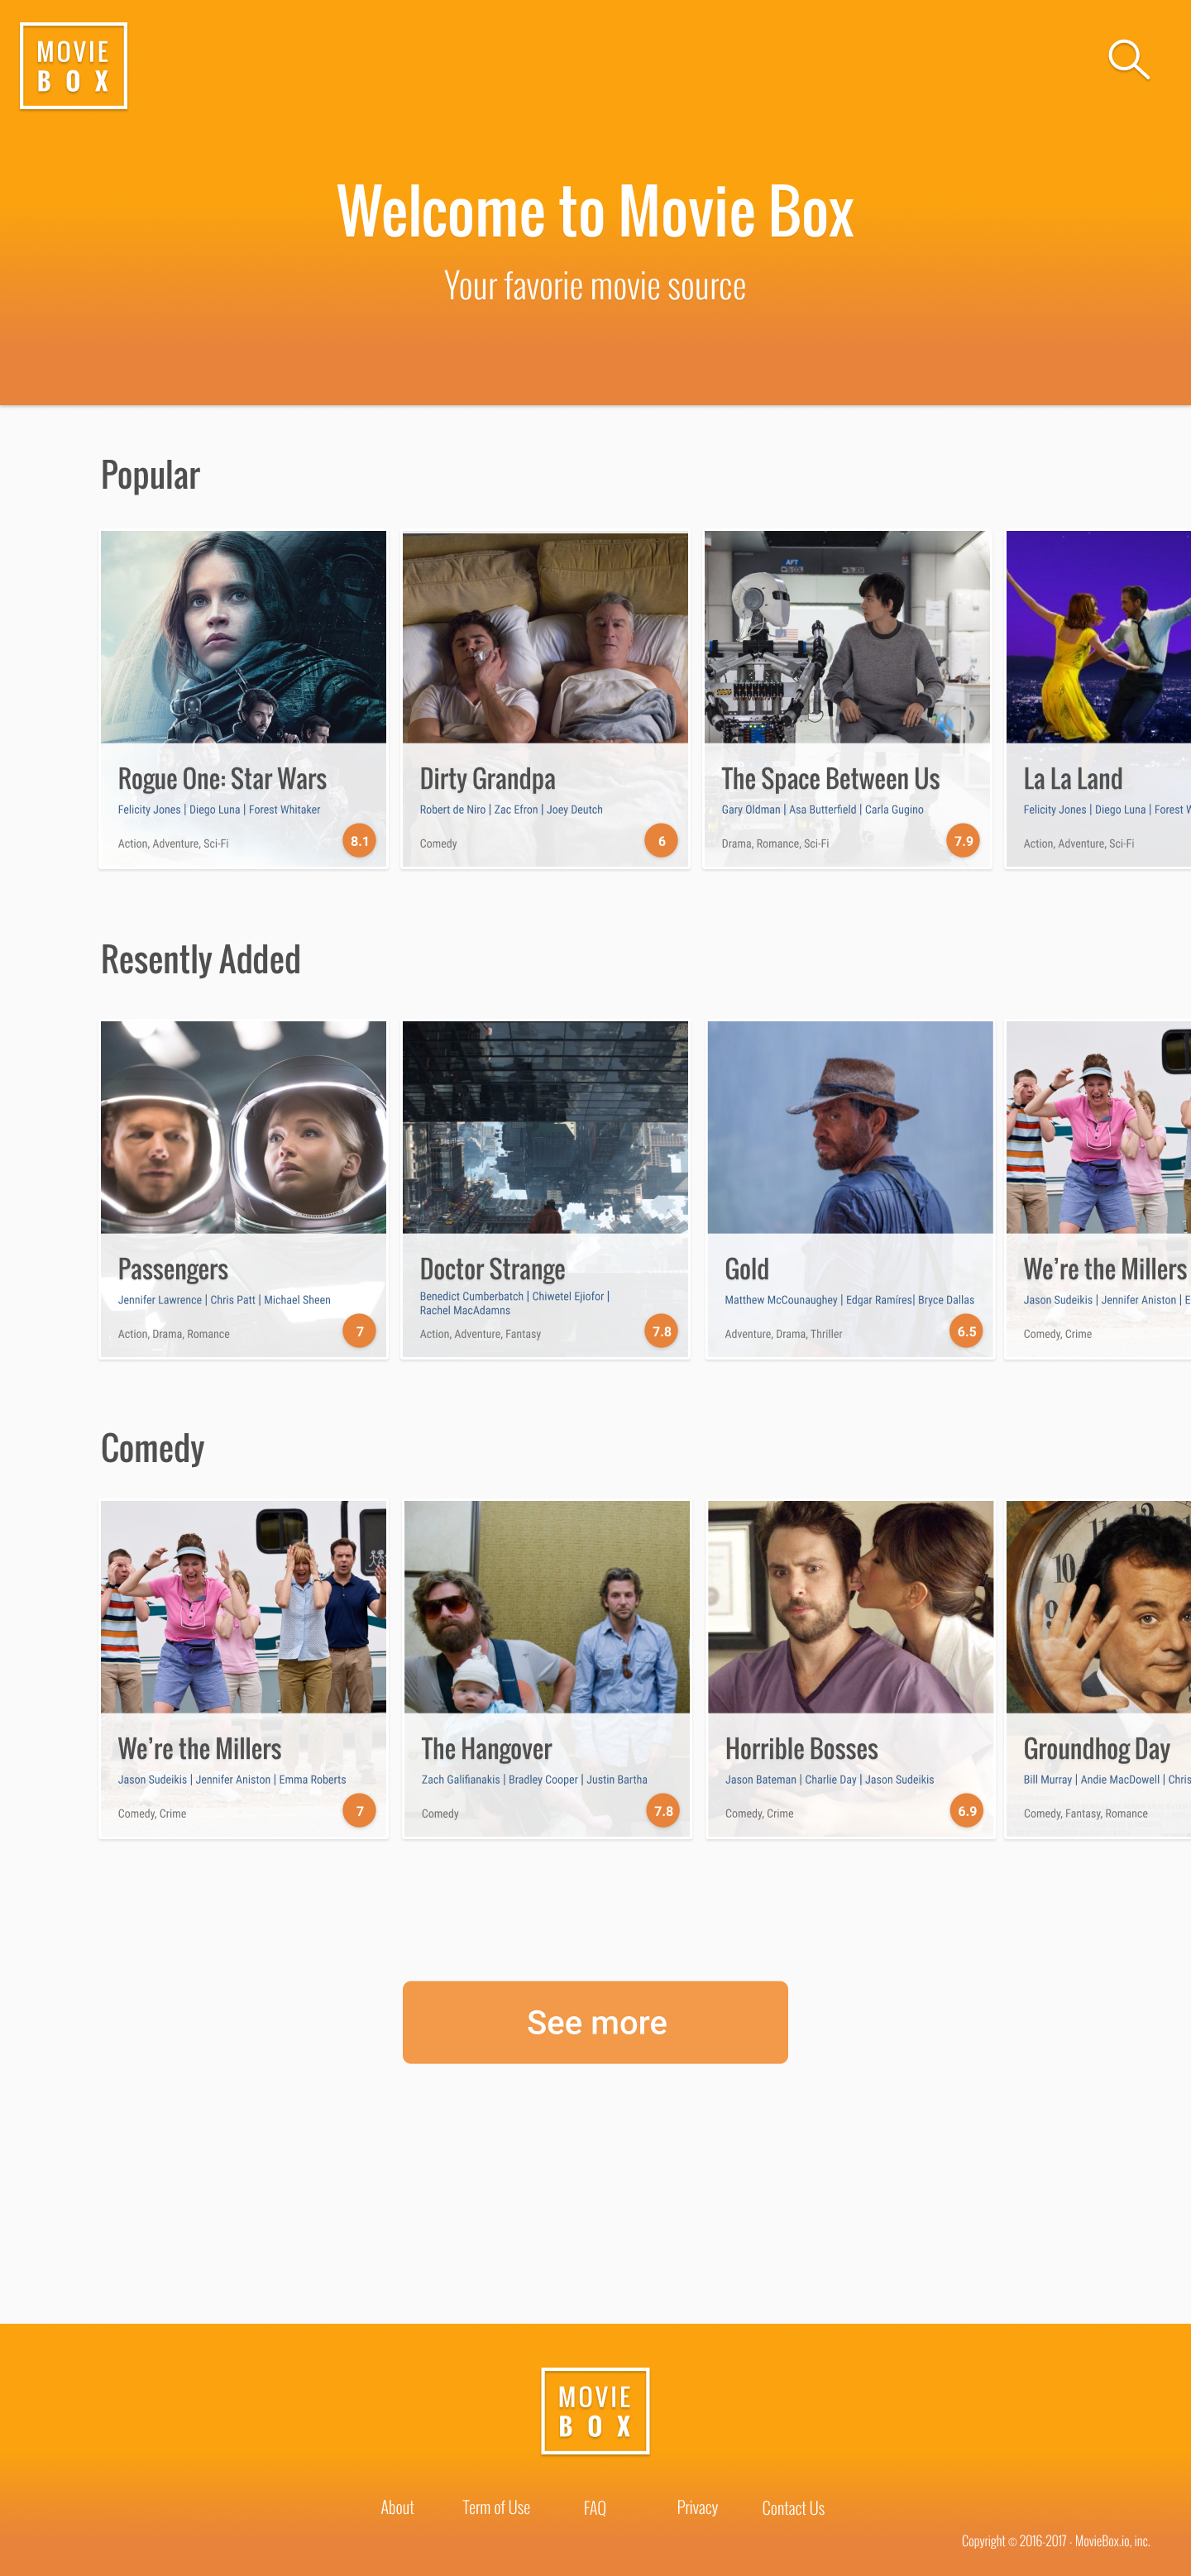 MOVIE
BOX
Welcome to Movie Box
Your favorie movie source
Popular
AFT
Rogue One: Star Wars
Felicity Jones | Diego Luna | Forest Whitaker
Action, Adventure, Sci-Fi
8.1
Dirty Grandpa
Robert de Niro | Zac Efron | Joey Deutch
Comedy
6
The Space Between Us
Gary Oldman | Asa Butterfield | Carla Gugino
Drama, Romance, Sci-Fi
7.9
La La Land
Felicity Jones | Diego Luna | Forest
Action, Adventure, Sci-Fi
Resently Added
Passengers
Jennifer Lawrence | Chris Patt | Michael Sheen
Action, Drama, Romance
7
Doctor Strange
Benedict Cumberbatch | Chiwetel Ejiofor |
Rachel MacAdamns
Action, Adventure, Fantasy
7.8
Gold
Matthew McCounaughey | Edgar Ramíres| Bryce Dallas
Adventure, Drama, Thriller
6.5
We're the Millers
Jason Sudeikis | Jennifer Aniston | E
Comedy, Crime
Comedy
We're the Millers
Jason Sudeikis | Jennifer Aniston | Emma Roberts
Comedy, Crime
7
The Hangover
Zach Galifianakis | Bradley Cooper | Justin Bartha
Comedy
7.8
Horrible Bosses
Jason Bateman | Charlie Day | Jason Sudeikis
Comedy, Crime
6.9
11 12
10
9
Groundhog Day
Bill Murray | Andie MacDowell | Chris
Comedy, Fantasy, Romance
See more
MOVIE
BOX
About Term of Use FAQ Privacy Contact Us
Copyright © 2016-2017 - MovieBox.io, inc.